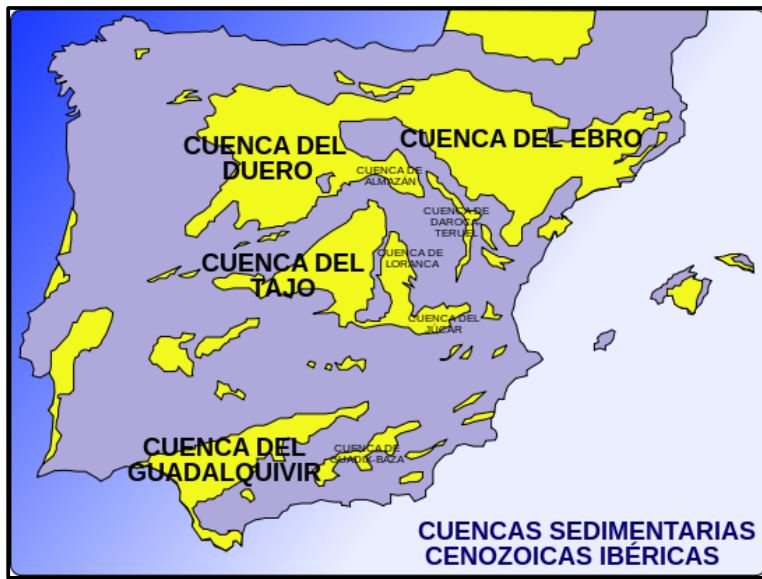 CUENCA DEL
DUERO
CUENCA DEL EBRO
CUENCA DE
ALMAZÁN
CUENCA DE
DAROCA
TERUEL
CUENCA DEL
TAJO
CUENCA DE
LORANCA
CUENCA DEL
JÚCAR
CUENCA DEL
GUADALQUIVIR
CUENCA DE
GUADIX-BAZA
CUENCAS SEDIMENTARIAS
CENOZOICAS IBÉRICAS